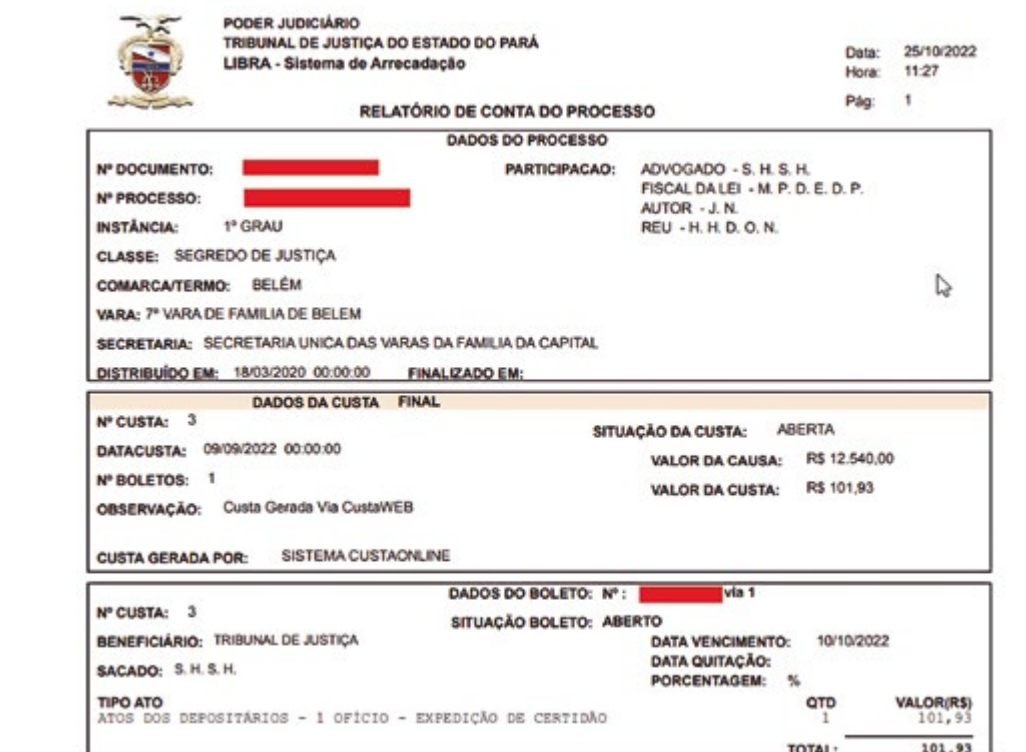 PODER JUDICIÁRIO
TRIBUNAL DE JUSTIÇA DO ESTADO DO PARÁ
LIBRA - Sistema de Arrecadação
Data: 25/10/2022
Hora: 11:27
Pág: 1
RELATÓRIO DE CONTA DO PROCESSO
DADOS DO PROCESSO
Nº DOCUMENTO:
PARTICIPACAO: ADVOGADO - S. H. S. H.
FISCAL DA LEI - M. P. D. E. D. P.
AUTOR - J. N.
REU - H. H. D. O. N.
Nº PROCESSO:
INSTÂNCIA: 1º GRAU
CLASSE: SEGREDO DE JUSTIÇA
COMARCA/TERMO: BELÉM
VARA: 7ª VARA DE FAMILIA DE BELEM
SECRETARIA: SECRETARIA UNICA DAS VARAS DA FAMILIA DA CAPITAL
DISTRIBUÍDO EM: 18/03/2020 00:00:00 FINALIZADO EM:
DADOS DA CUSTA FINAL
Nº CUSTA: 3
SITUAÇÃO DA CUSTA: ABERTA
DATACUSTA: 09/09/2022 00:00:00
VALOR DA CAUSA: R$ 12.540,00
Nº BOLETOS: 1
VALOR DA CUSTA: R$ 101,93
OBSERVAÇÃO: Custa Gerada Via CustaWEB
CUSTA GERADA POR: SISTEMA CUSTAONLINE
DADOS DO BOLETO: Nº : via 1
Nº CUSTA: 3
SITUAÇÃO BOLETO: ABERTO
BENEFICIÁRIO: TRIBUNAL DE JUSTIÇA
DATA VENCIMENTO: 10/10/2022
DATA QUITAÇÃO:
SACADO: S. H. S. H.
PORCENTAGEM: %
TIPO ATO QTD VALOR(R$)
ATOS DOS DEPOSITÁRIOS - 1 OFÍCIO - EXPEDIÇÃO DE CERTIDÃO 1 101,93
TOTAL: 101,93